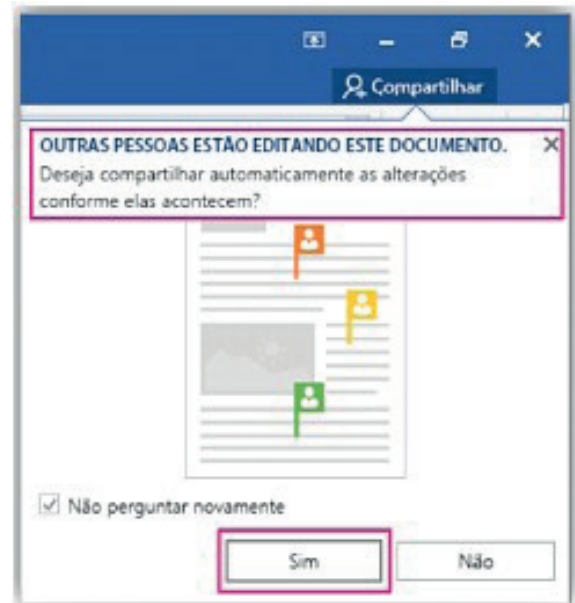 Compartilhar
OUTRAS PESSOAS ESTÃO EDITANDO ESTE DOCUMENTO.
Deseja compartilhar automaticamente as alterações
conforme elas acontecem?
Não perguntar novamente
Sim
Não